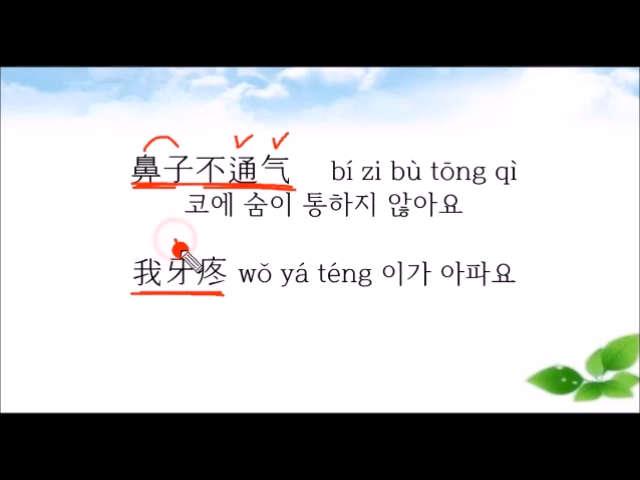 鼻子不通气 bí zi bù tōng qì
코에 숨이 통하지 않아요
我牙疼 wǒ yá téng 이가 아파요